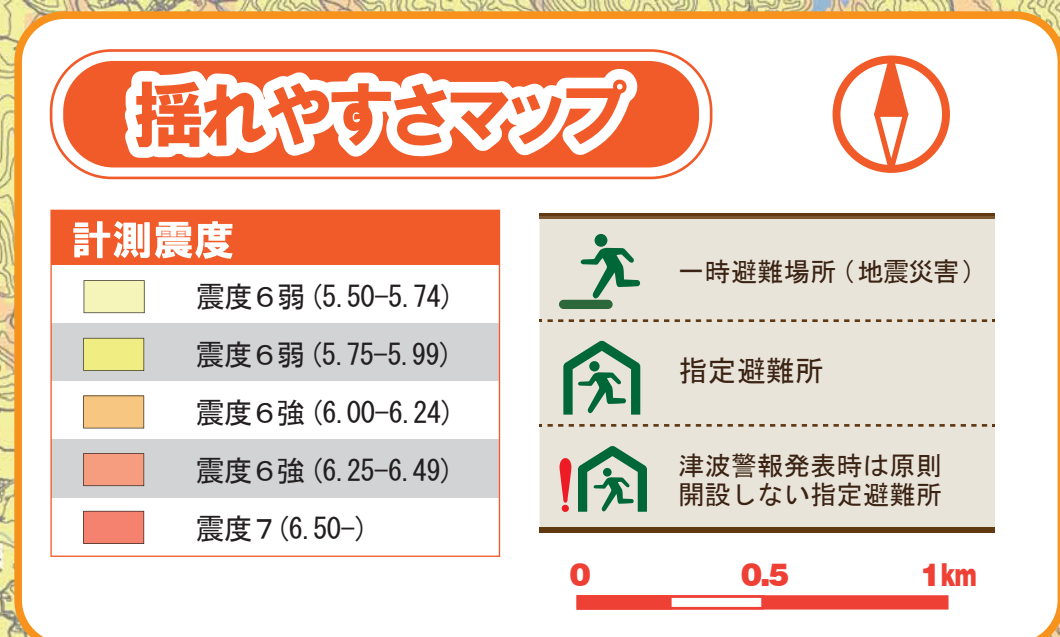 揺れやすさマップ
計測震度
震度6弱(5.50-5.74)
震度6弱(5.75-5.99)
震度6強(6.00-6.24)
震度6強(6.25-6.49)
震度7(6.50-)
一時避難場所(地震災害)
指定避難所
津波警報発表時は原則
開設しない指定避難所
0 0.5 1km